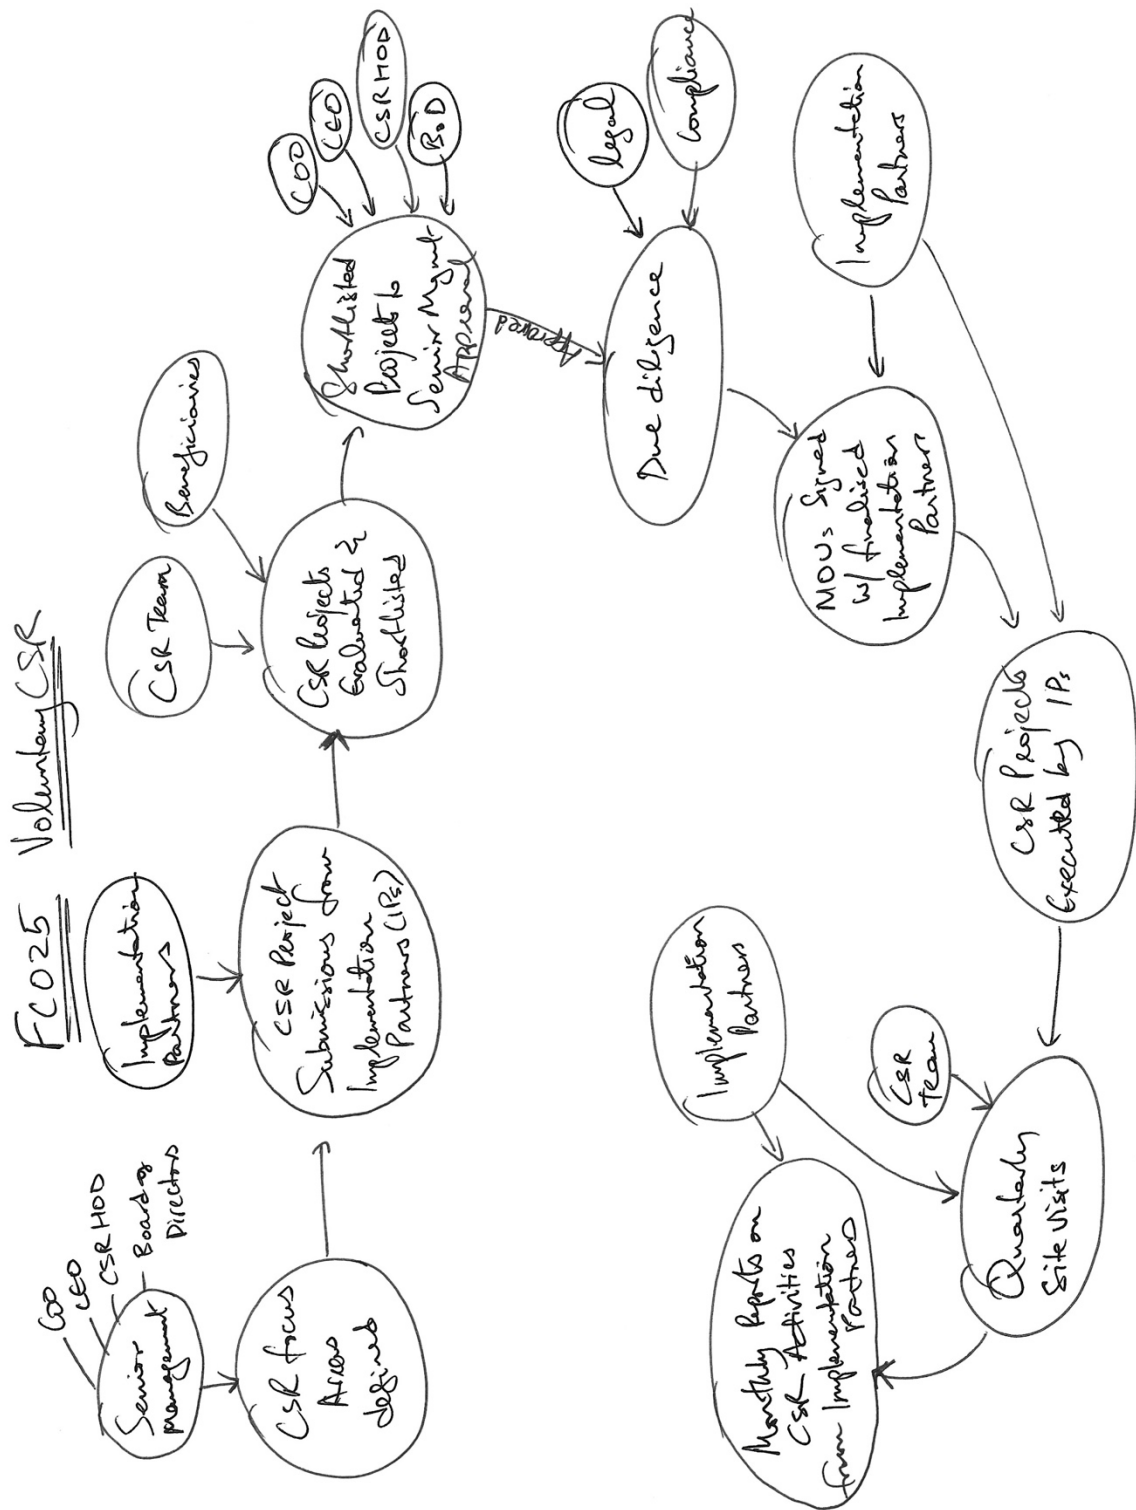 FC025 Voluntary CSR
COO
CEO
CSR HOD
Board of
Directors
Senior
Management
CSR focus
Areas
defined
Implementation
Partners
CSR Project
Submissions from
Implementation
Partners (IPs)
CSR Team
Beneficiaries
CSR Projects
Evaluated &
Shortlisted
COO
CEO
CSR HOD
BoD
Shortlisted
Projects to
Senior Mgmt
Approval
Approved
Legal
Compliance
Due diligence
Implementation
Partners
MOUs Signed
w/ finalised
Implementation
Partners
CSR Projects
Executed by IPs
CSR
Team
Quarterly
Site Visits
Implementation
Partners
Monthly Reports on
CSR Activities
from Implementation
Partners